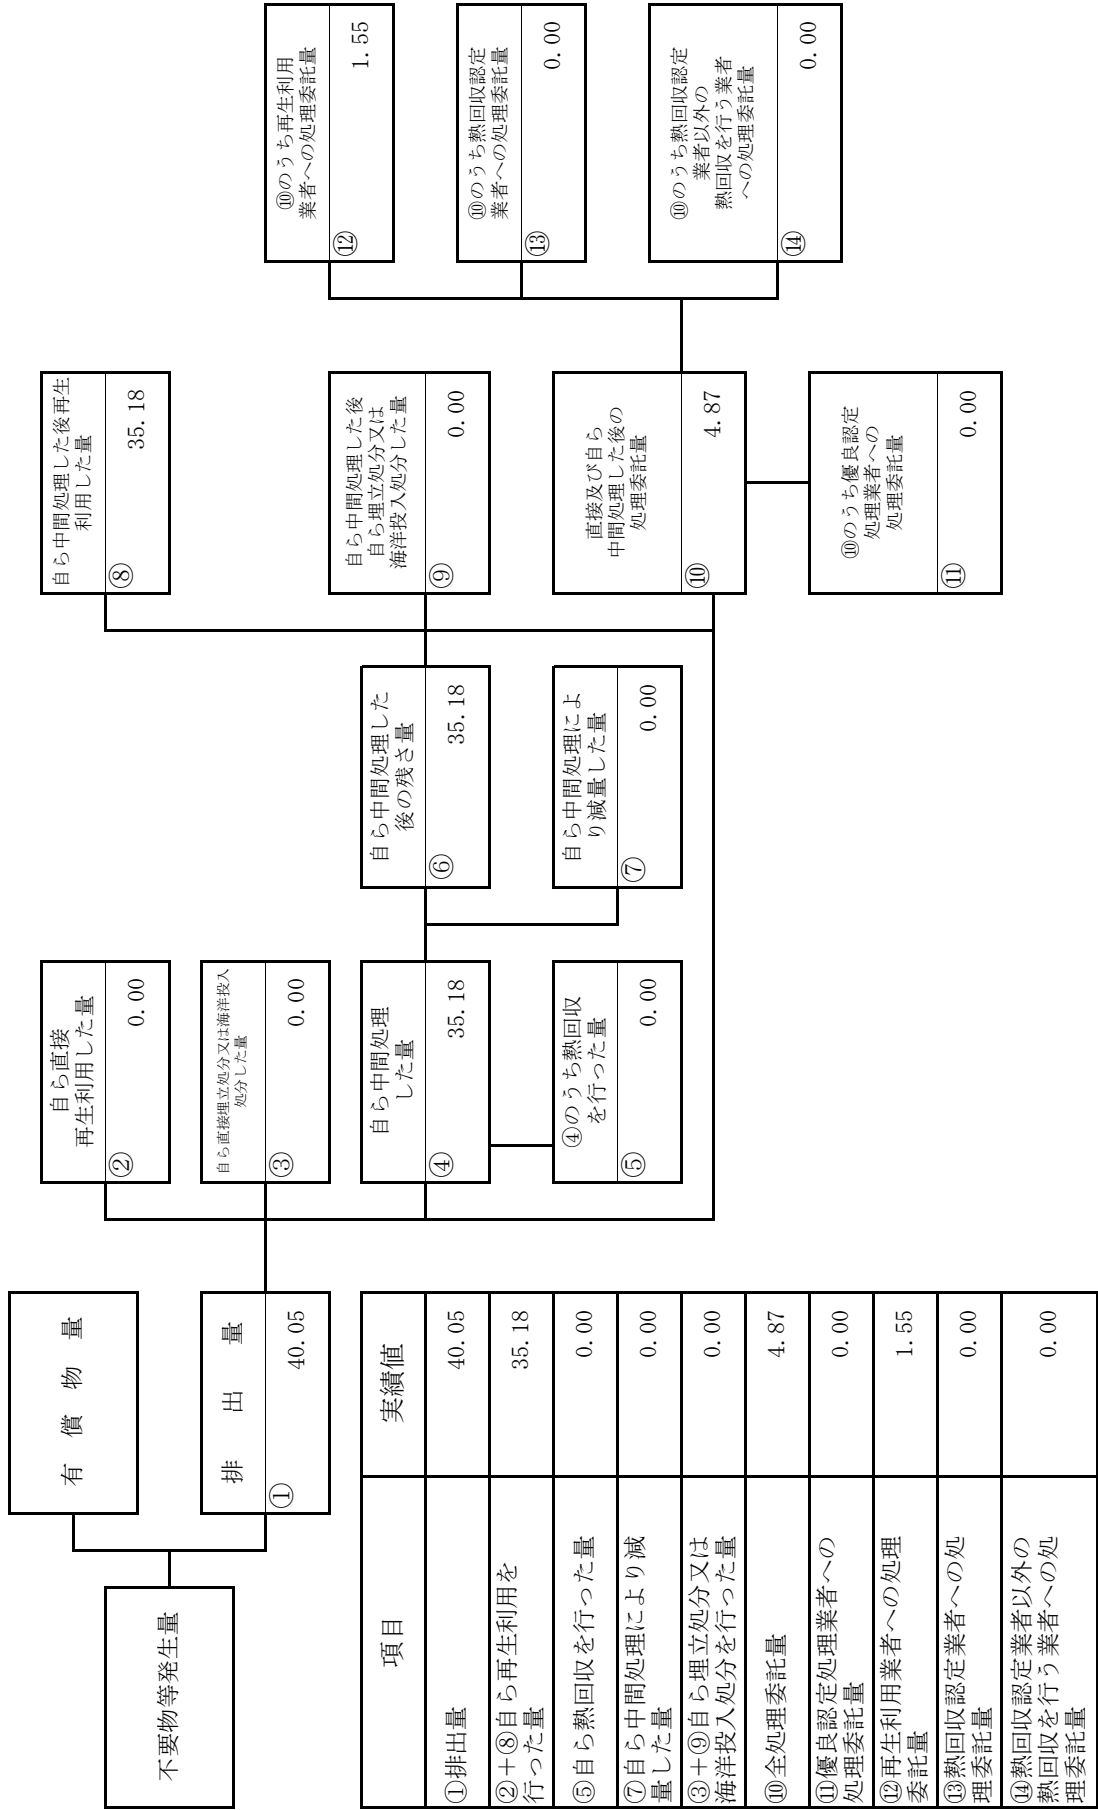 不要物等発生量
有償物量
排出量
①
40.05
自ら直接
再生利用した量
②
0.00
自ら直接埋立処分又は海洋投入
処分した量
③
0.00
自ら中間処理
した量
④
35.18
④のうち熱回収
を行った量
⑤
0.00
自ら中間処理した
後の残さ量
⑥
35.18
自ら中間処理によ
り減量した量
⑦
0.00
自ら中間処理した後再生
利用した量
⑧
35.18
自ら中間処理した後
自ら埋立処分又は
海洋投入処分した量
⑨
0.00
直接及び自ら
中間処理した後の
処理委託量
⑩
4.87
⑩のうち優良認定
処理業者への
処理委託量
⑪
0.00
⑩のうち再生利用
業者への処理委託量
⑫
1.55
⑩のうち熱回収認定
業者への処理委託量
⑬
0.00
⑩のうち熱回収認定
業者以外の
熱回収を行う業者
への処理委託量
⑭
0.00
項目 実績値
①排出量 40.05
②+⑧自ら再生利用を
行った量 35.18
⑤自ら熱回収を行った量 0.00
⑦自ら中間処理により減
量した量 0.00
③+⑨自ら埋立処分又は
海洋投入処分を行った量 0.00
⑩全処理委託量 4.87
⑪優良認定処理業者への
処理委託量 0.00
⑫再生利用業者への処理
委託量 1.55
⑬熱回収認定業者への処
理委託量 0.00
⑭熱回収認定業者以外の
熱回収を行う業者への処
理委託量 0.00